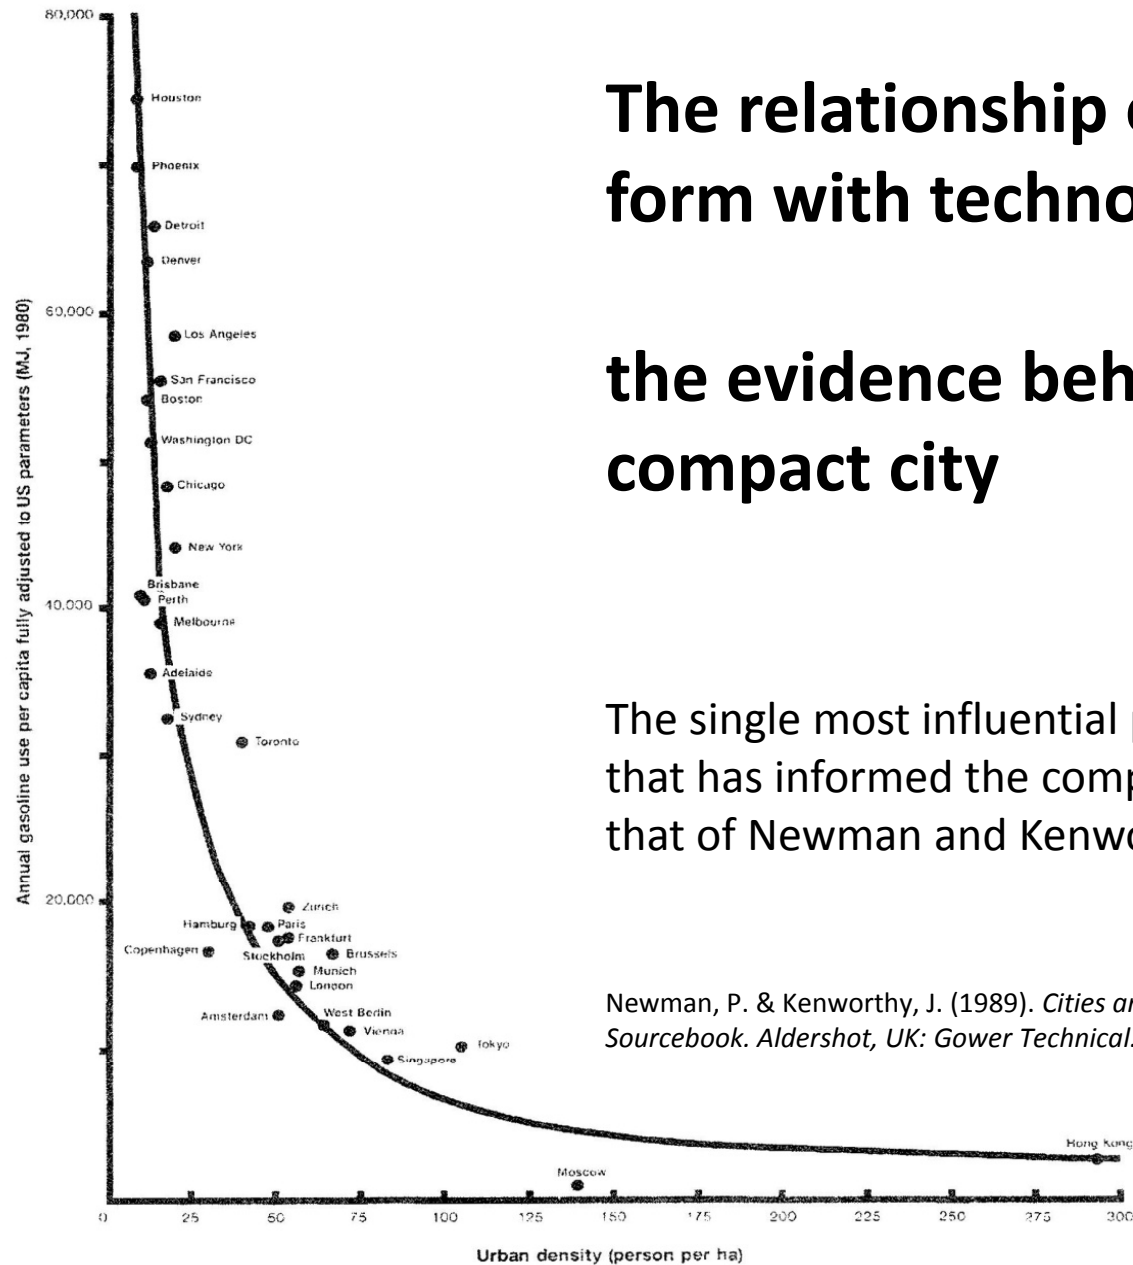 80,000
Houston
The relationship
Phoenix
form with techno
Detroit
Denver
60,000
Los Angeles
the evidence beh
San Francisco
Boston
Washington DC
compact city
Chicago
New York
Brisbane
Perth
40,000
Melbourne
Adelaide
Sydney
The single most influential
Toronto
that has informed the comp
that of Newman and Kenwo
20,000
Zurich
Hamburg
Paris
Frankfurt
Copenhagen
Stockholm
Brussels
Munich
London
Newman, P. & Kenworthy, J. (1989). Cities an
Amsterdam
West Berlin
Vienna
Sourcebook. Aldershot, UK: Gower Technical.
Tokyo
Singapore
Hong Kong
Moscow
0 25 50 75 100 125 150 175 200 225 250 275 300
Urban density (person per ha)
Annual gasoline use per capita fully adjusted to US parameters (MJ, 1980)